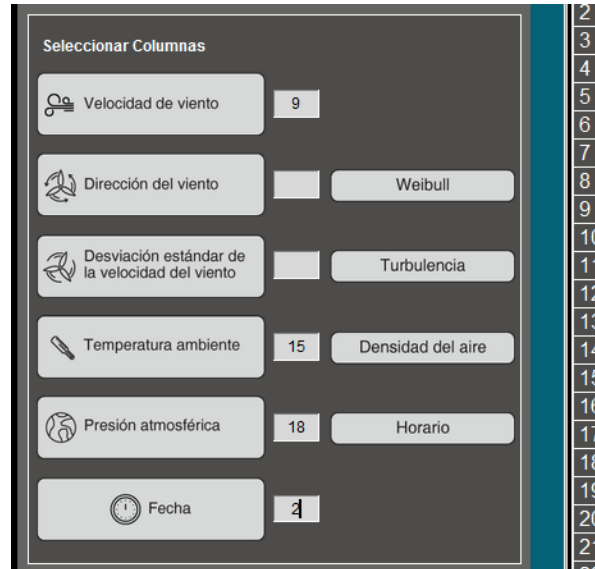 Seleccionar Columnas
Velocidad de viento 9
Dirección del viento Weibull
Desviación estándar de
la velocidad del viento Turbulencia
Temperatura ambiente 15 Densidad del aire
Presión atmosférica 18 Horario
Fecha 2
2
3
4
5
6
7
8
9
10
11
12
13
14
15
16
17
18
19
20
21